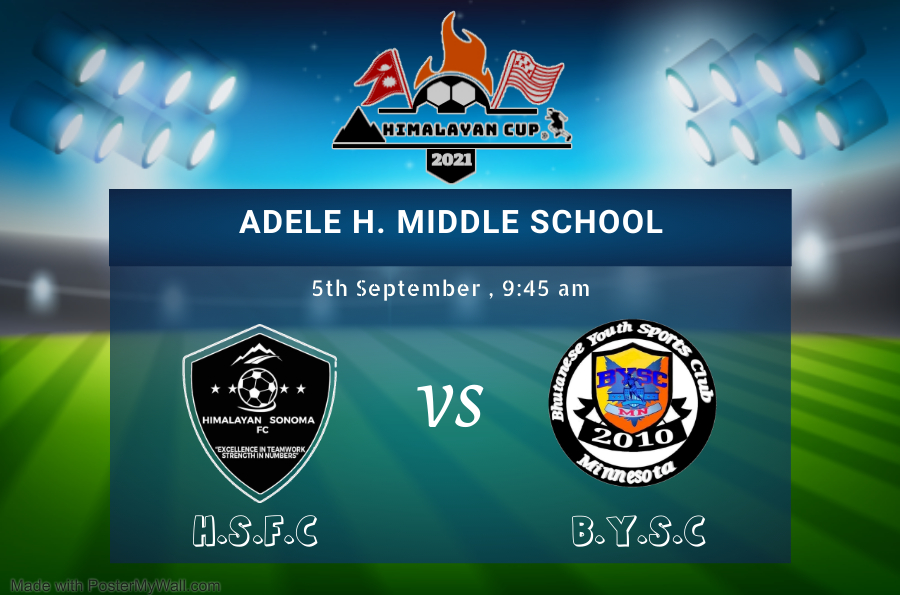 HIMALAYAN CUP
2021
ADELE H. MIDDLE SCHOOL
5th September , 9:45 am
HIMALAYAN SONOMA
FC
"EXCELLENCE IN TEAMWORK
STRENGTH IN NUMBERS"
vs
Bhutanese Youth Sports Club
BYSC
MN
2010
Minnesota
H.S.F.C
B.Y.S.C
Made with PosterMyWall.com